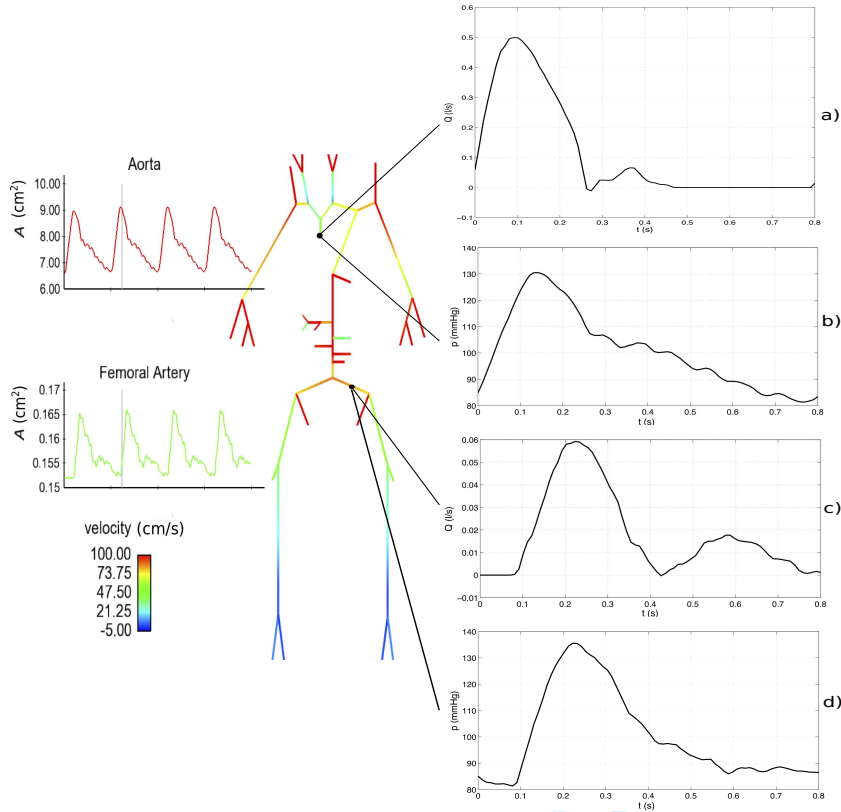 Aorta
A (cm²)
10.00
9.00
8.00
7.00
6.00
Femoral Artery
A (cm²)
0.17
0.165
0.16
0.155
0.15
velocity (cm/s)
100.00
73.75
47.50
21.25
-5.00
a)
Q (l/s)
0.6
0.5
0.4
0.3
0.2
0.1
0
−0.1
0 0.1 0.2 0.3 0.4 0.5 0.6 0.7 0.8
t (s)
b)
p (mmHg)
140
130
120
110
100
90
80
0 0.1 0.2 0.3 0.4 0.5 0.6 0.7 0.8
t (s)
c)
Q (l/s)
0.06
0.05
0.04
0.03
0.02
0.01
0
−0.01
0 0.1 0.2 0.3 0.4 0.5 0.6 0.7 0.8
t (s)
d)
p (mmHg)
140
130
120
110
100
90
80
0 0.1 0.2 0.3 0.4 0.5 0.6 0.7 0.8
t (s)